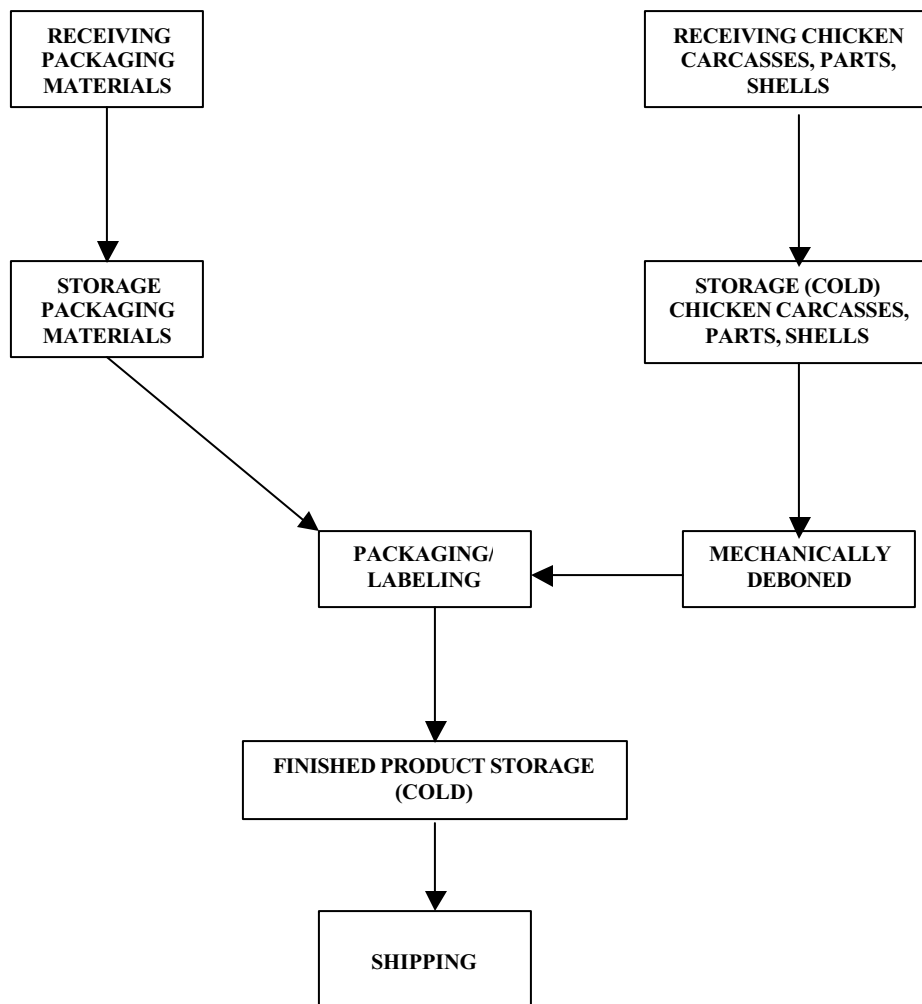 RECEIVING
PACKAGING
MATERIALS
RECEIVING CHICKEN
CARCASSES, PARTS,
SHELLS
STORAGE
PACKAGING
MATERIALS
STORAGE (COLD)
CHICKEN CARCASSES,
PARTS, SHELLS
PACKAGING/
LABELING
MECHANICALLY
DEBONED
FINISHED PRODUCT STORAGE
(COLD)
SHIPPING